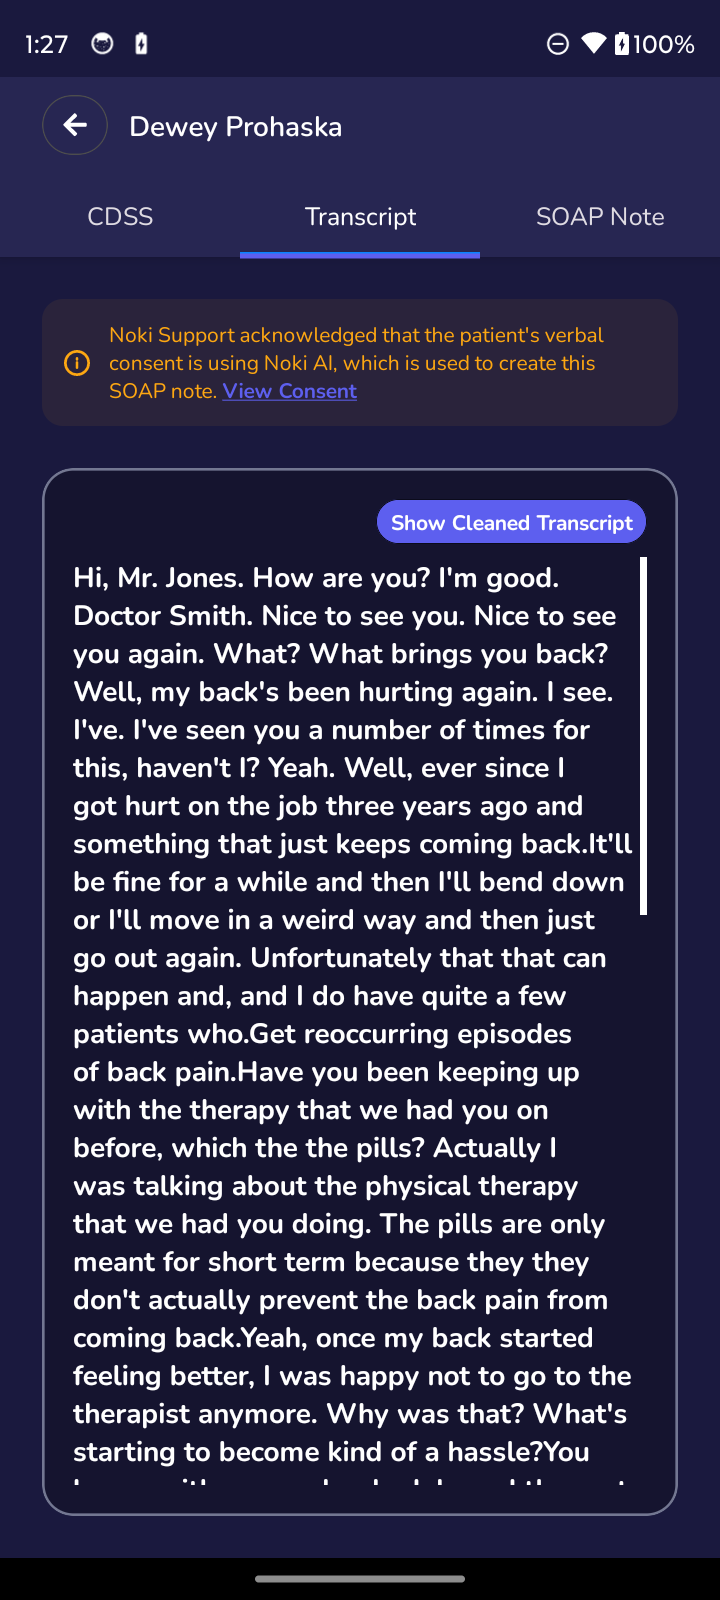 1:27
100%
Dewey Prohaska
CDSS
Transcript
SOAP Note
Noki Support acknowledged that the patient's verbal
consent is using Noki AI, which is used to create this
SOAP note. View Consent
Show Cleaned Transcript
Hi, Mr. Jones. How are you? I'm good.
Doctor Smith. Nice to see you. Nice to see
you again. What? What brings you back?
Well, my back's been hurting again. I see.
I've. I've seen you a number of times for
this, haven't I? Yeah. Well, ever since I
got hurt on the job three years ago and
something that just keeps coming back.It'll
be fine for a while and then I'll bend down
or I'll move in a weird way and then just
go out again. Unfortunately that that can
happen and, and I do have quite a few
patients who.Get reoccurring episodes
of back pain.Have you been keeping up
with the therapy that we had you on
before, which the the pills? Actually I
was talking about the physical therapy
that we had you doing. The pills are only
meant for short term because they they
don't actually prevent the back pain from
coming back.Yeah, once my back started
feeling better, I was happy not to go to the
therapist anymore. Why was that? What's
starting to become kind of a hassle?You